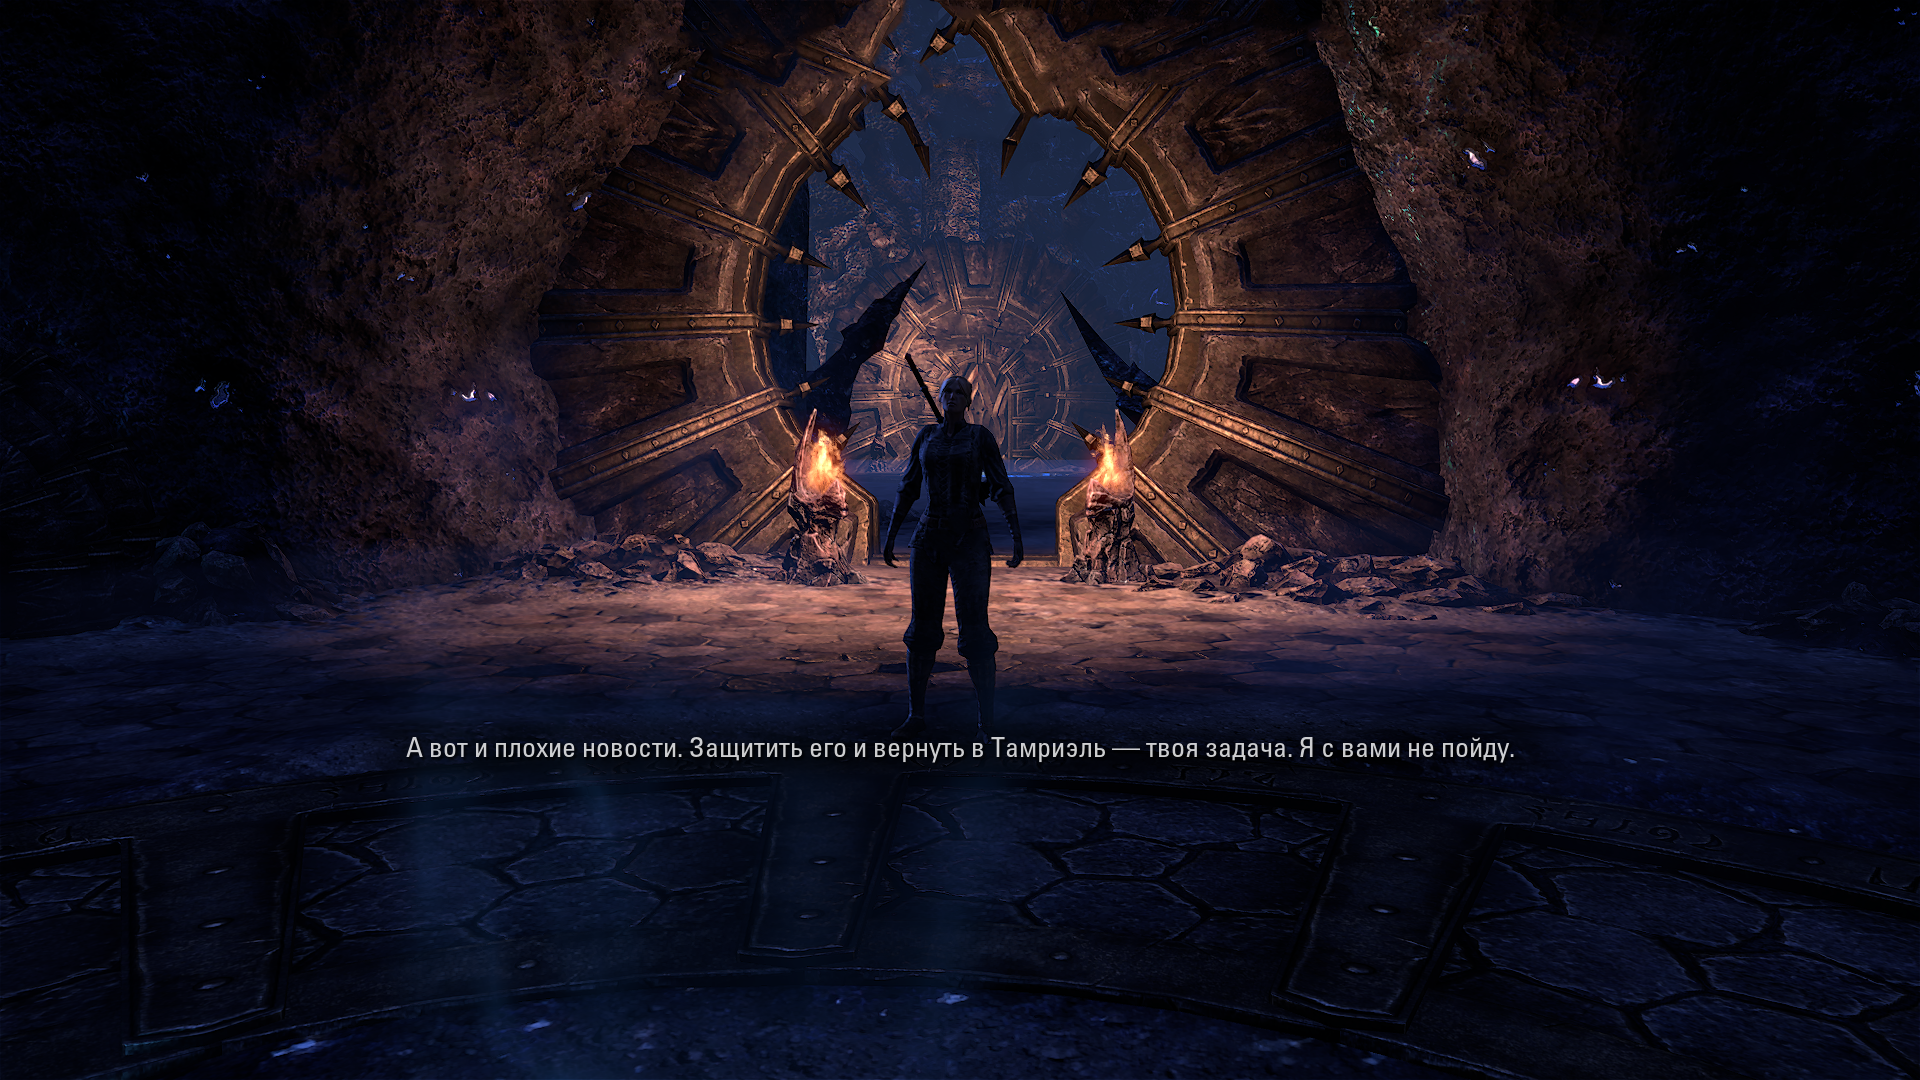 А вот и плохие новости. Защитить его и вернуть в Тамриэль — твоя задача. Я с вами не пойду.